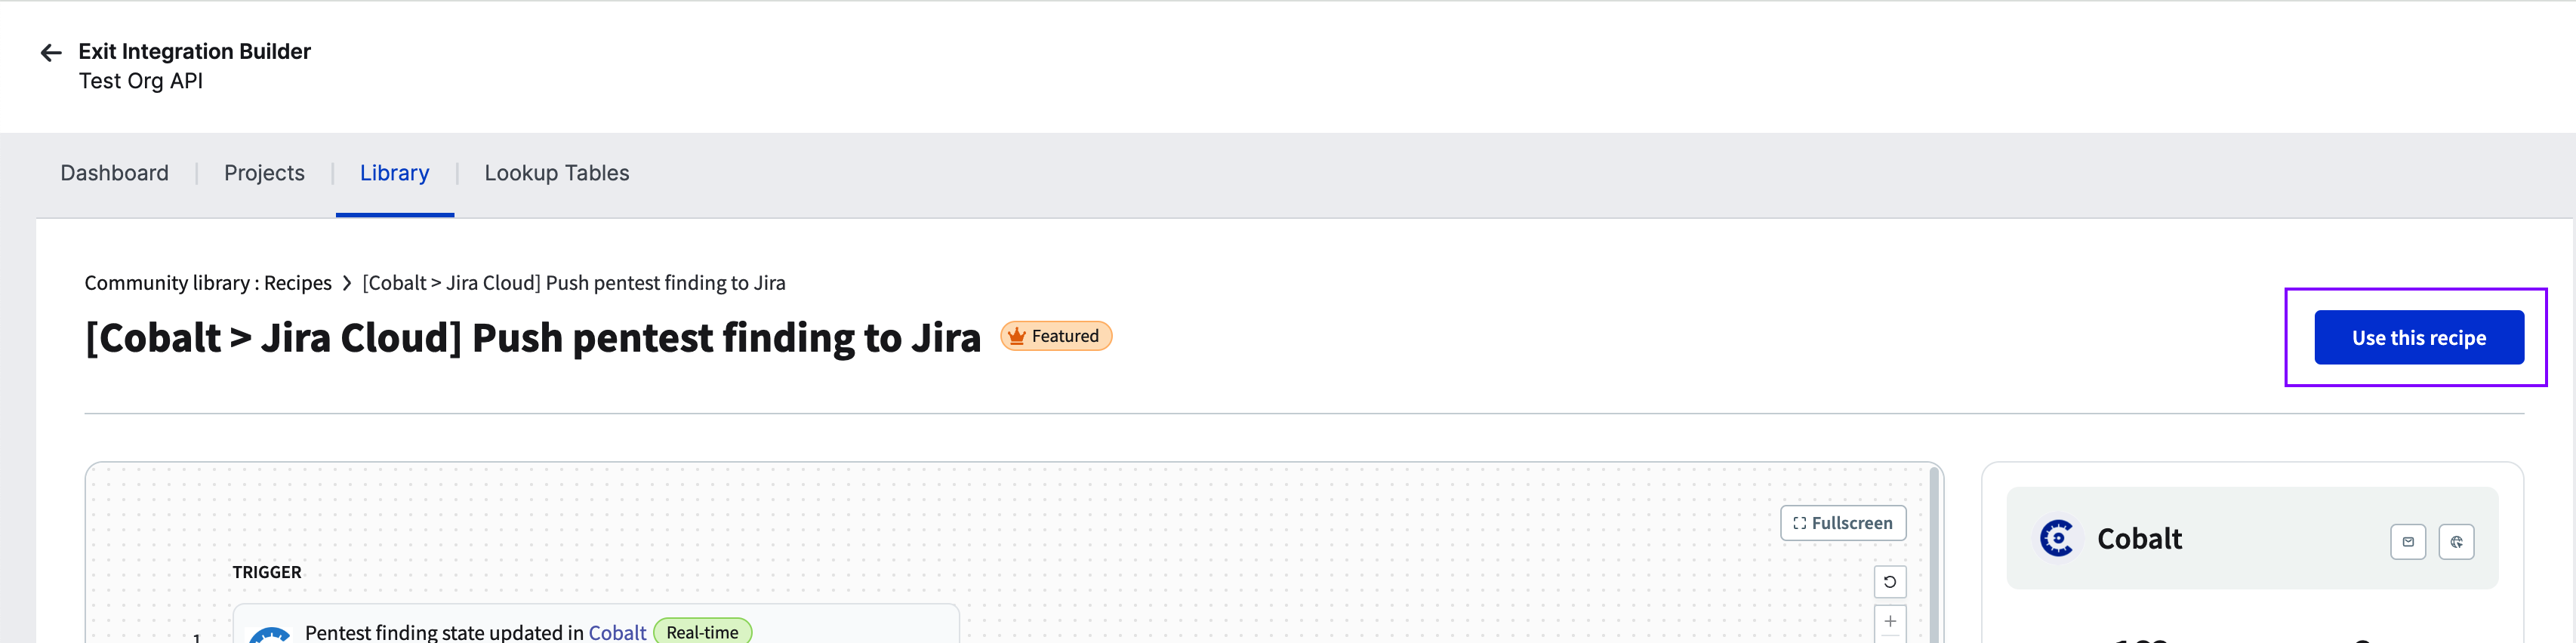 Exit Integration Builder
Test Org API
Dashboard | Projects | Library | Lookup Tables
Community library : Recipes > [Cobalt > Jira Cloud] Push pentest finding to Jira
[Cobalt > Jira Cloud] Push pentest finding to Jira Featured
Use this recipe
Fullscreen
Cobalt
TRIGGER
1 Pentest finding state updated in Cobalt Real-time